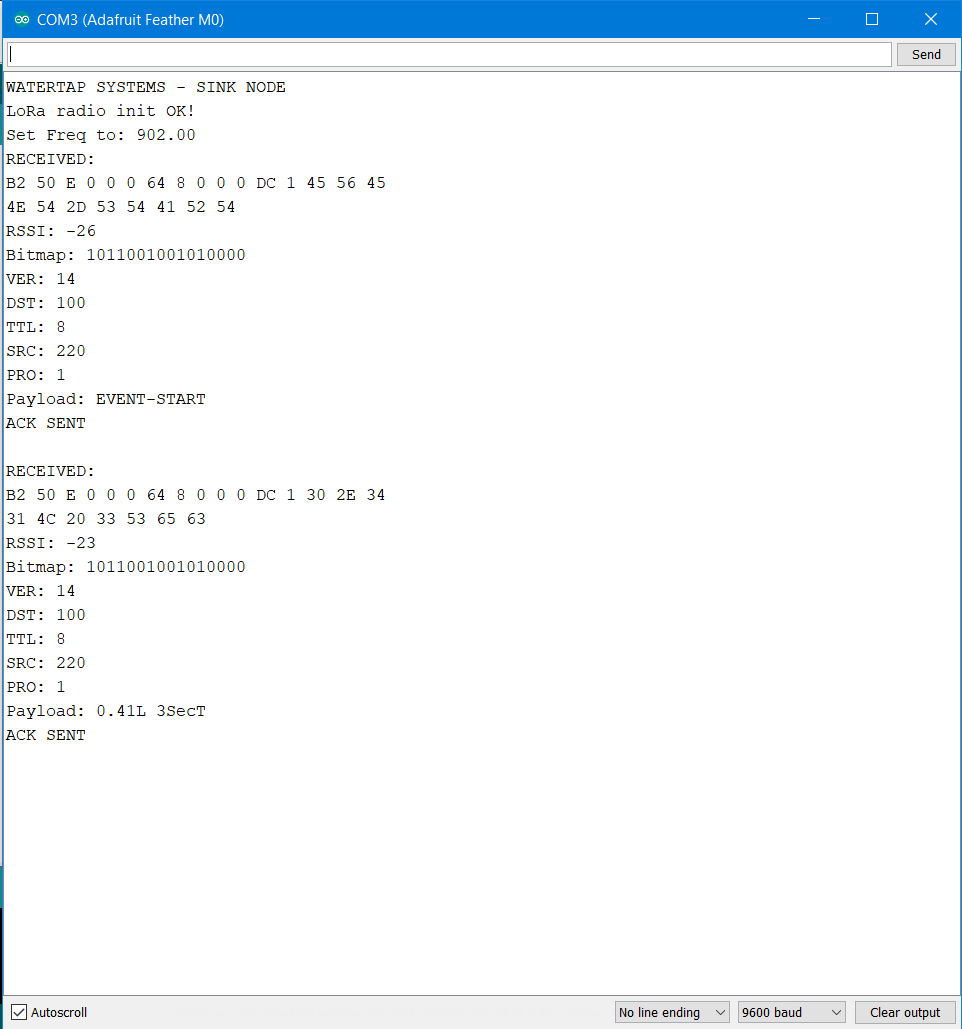 COM3 (Adafruit Feather M0)
Send
WATERTAP SYSTEMS - SINK NODE
LoRa radio init OK!
Set Freq to: 902.00
RECEIVED:
B2 50 E 0 0 0 64 8 0 0 0 DC 1 45 56 45
4E 54 2D 53 54 41 52 54
RSSI: -26
Bitmap: 1011001001010000
VER: 14
DST: 100
TTL: 8
SRC: 220
PRO: 1
Payload: EVENT-START
ACK SENT
RECEIVED:
B2 50 E 0 0 0 64 8 0 0 0 DC 1 30 2E 34
31 4C 20 33 53 65 63
RSSI: -23
Bitmap: 1011001001010000
VER: 14
DST: 100
TTL: 8
SRC: 220
PRO: 1
Payload: 0.41L 3SecT
ACK SENT
Autoscroll No line ending 9600 baud Clear output